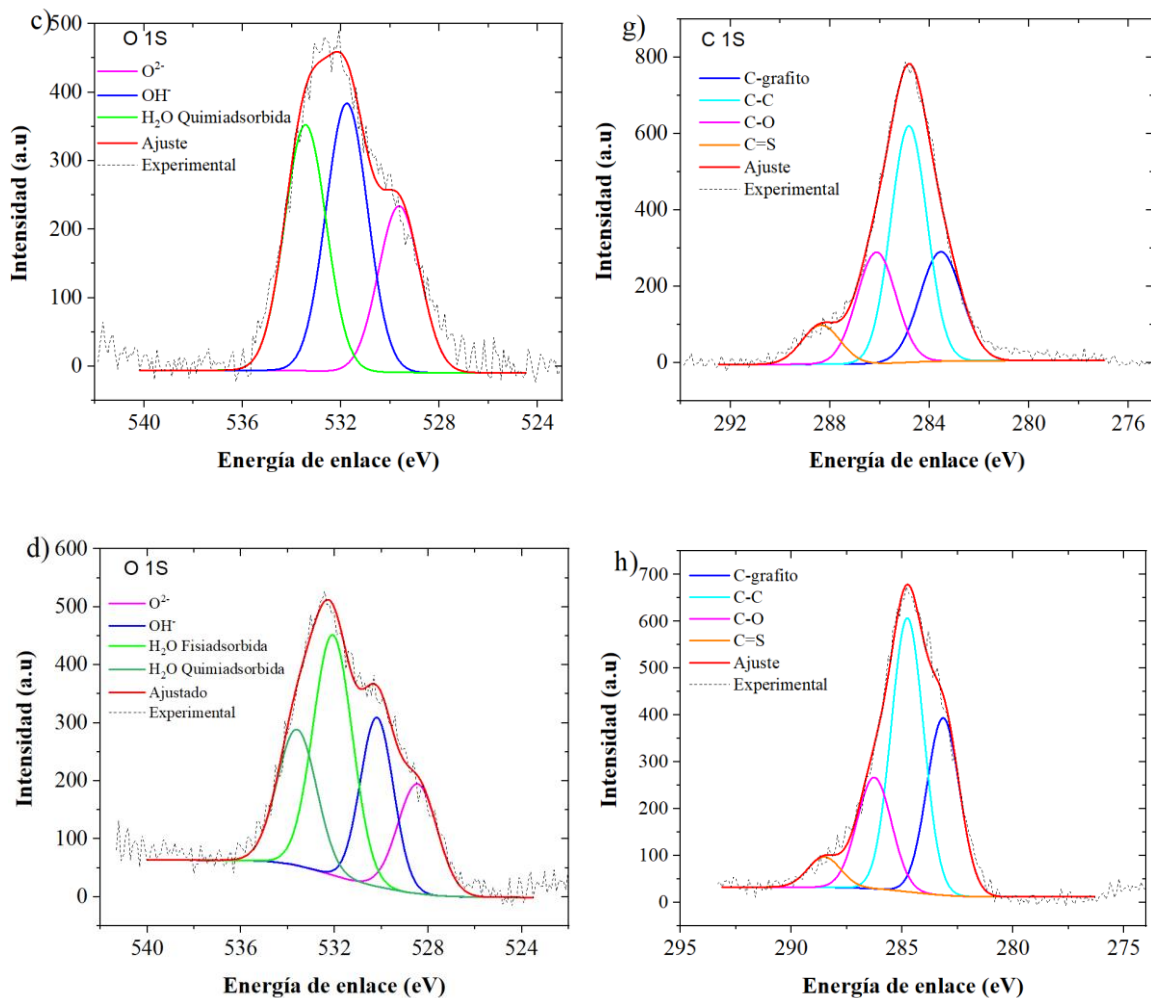 c)
O 1S
O²⁻
OH⁻
H₂O Quimiadsorbida
Ajuste
Experimental
500
400
300
200
100
0
540
536
532
528
524
Intensidad (a.u)
Energía de enlace (eV)
g)
C 1S
C-grafito
C-C
C-O
C=S
Ajuste
Experimental
800
600
400
200
0
292
288
284
280
276
Intensidad (a.u)
Energía de enlace (eV)
d)
O 1S
O²⁻
OH⁻
H₂O Fisiadsorbida
H₂O Quimiadsorbida
Ajustado
Experimental
600
500
400
300
200
100
0
540
536
532
528
524
Intensidad (a.u)
Energía de enlace (eV)
h)
C-grafito
C-C
C-O
C=S
Ajuste
Experimental
700
600
500
400
300
200
100
0
295
290
285
280
275
Intensidad (a.u)
Energía de enlace (eV)